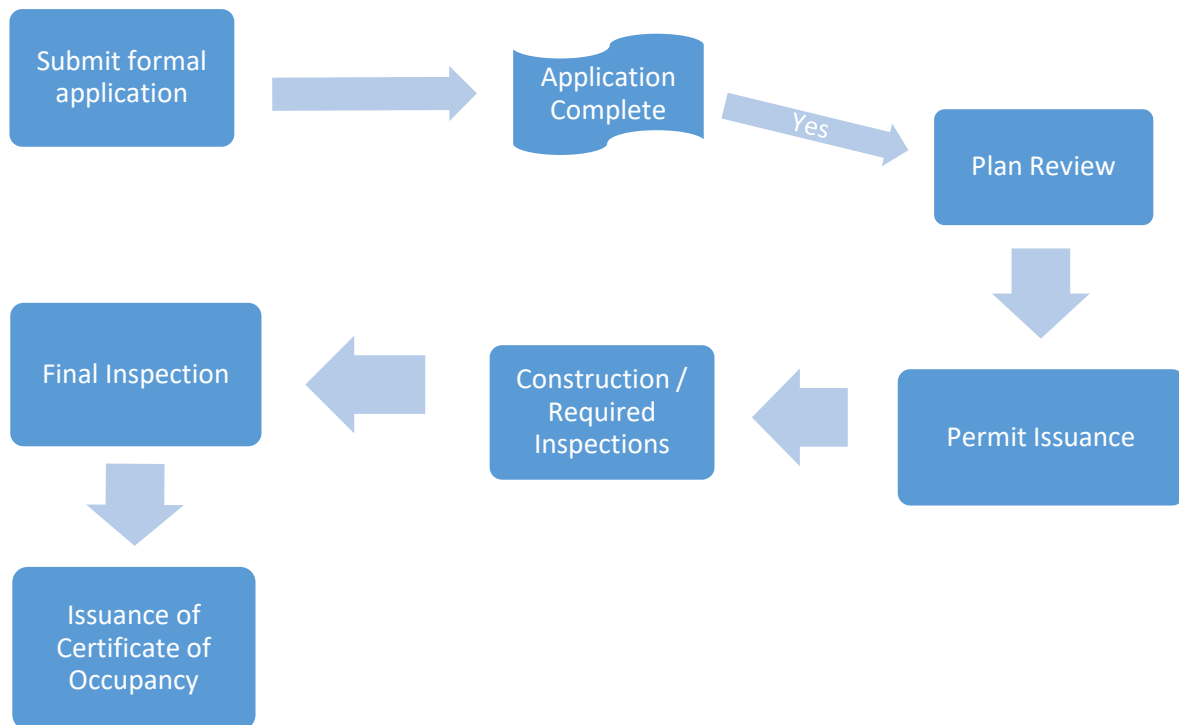 Submit formal
application
Application
Complete
Yes
Plan Review
Permit Issuance
Construction /
Required
Inspections
Final Inspection
Issuance of
Certificate of
Occupancy